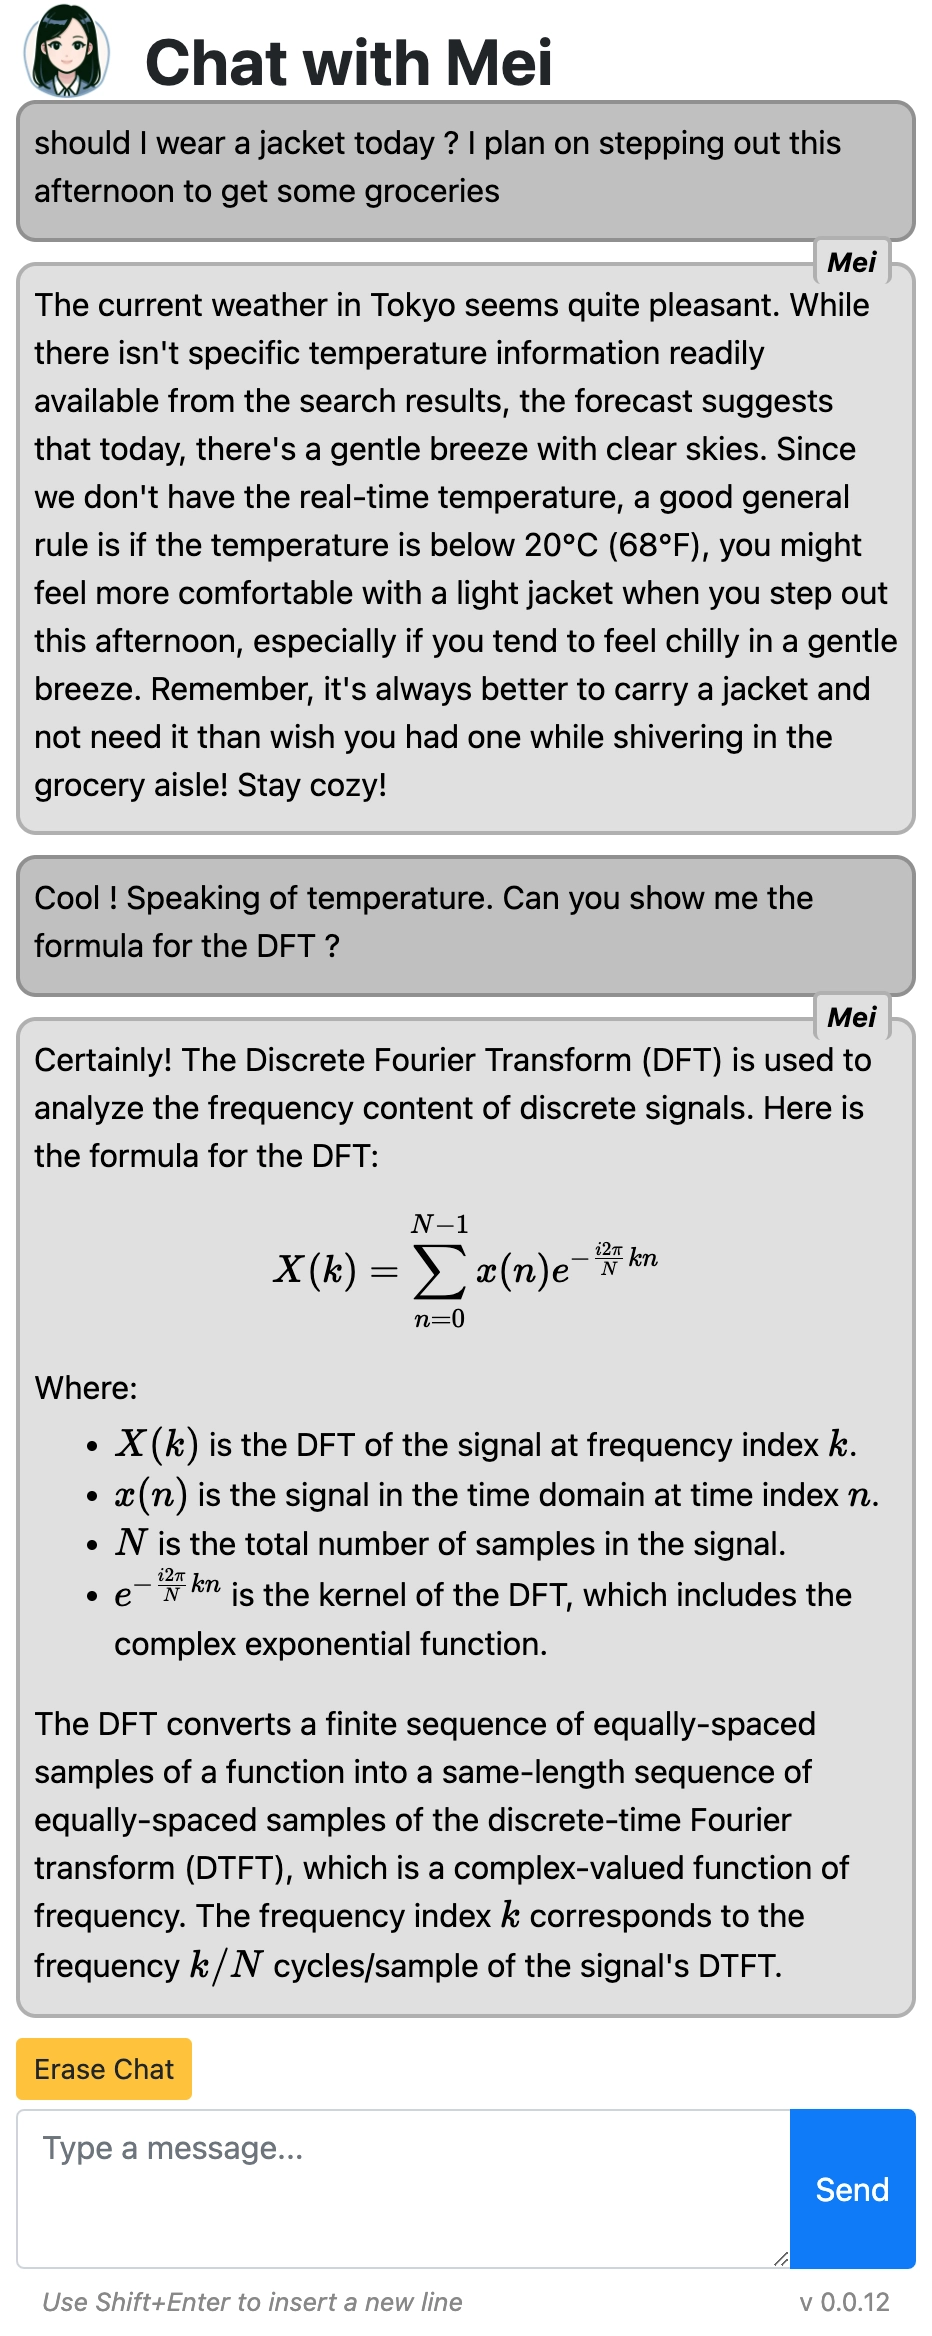 Chat with Mei
should I wear a jacket today ? I plan on stepping out this
afternoon to get some groceries
Mei
The current weather in Tokyo seems quite pleasant. While
there isn't specific temperature information readily
available from the search results, the forecast suggests
that today, there's a gentle breeze with clear skies. Since
we don't have the real-time temperature, a good general
rule is if the temperature is below 20°C (68°F), you might
feel more comfortable with a light jacket when you step out
this afternoon, especially if you tend to feel chilly in a gentle
breeze. Remember, it's always better to carry a jacket and
not need it than wish you had one while shivering in the
grocery aisle! Stay cozy!
Cool ! Speaking of temperature. Can you show me the
formula for the DFT ?
Mei
Certainly! The Discrete Fourier Transform (DFT) is used to
analyze the frequency content of discrete signals. Here is
the formula for the DFT:
$X(k) = \sum_{n=0}^{N-1} x(n)e^{-\frac{i2\pi}{N}kn}$
Where:
• $X(k)$ is the DFT of the signal at frequency index $k$.
• $x(n)$ is the signal in the time domain at time index $n$.
• $N$ is the total number of samples in the signal.
• $e^{-\frac{i2\pi}{N}kn}$ is the kernel of the DFT, which includes the
complex exponential function.
The DFT converts a finite sequence of equally-spaced
samples of a function into a same-length sequence of
equally-spaced samples of the discrete-time Fourier
transform (DTFT), which is a complex-valued function of
frequency. The frequency index $k$ corresponds to the
frequency $k/N$ cycles/sample of the signal's DTFT.
Erase Chat
Type a message...
Send
Use Shift+Enter to insert a new line
v 0.0.12